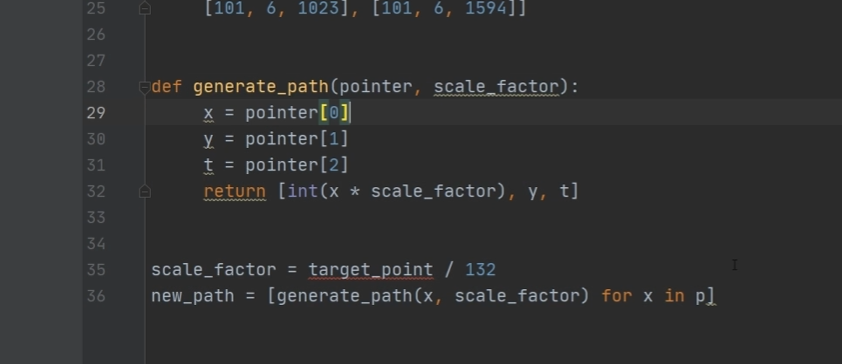 25 [101, 6, 1023], [101, 6, 1594]]
26
27
28 def generate_path(pointer, scale_factor):
29     x = pointer[0]
30     y = pointer[1]
31     t = pointer[2]
32     return [int(x * scale_factor), y, t]
33
34
35 scale_factor = target_point / 132
36 new_path = [generate_path(x, scale_factor) for x in p]